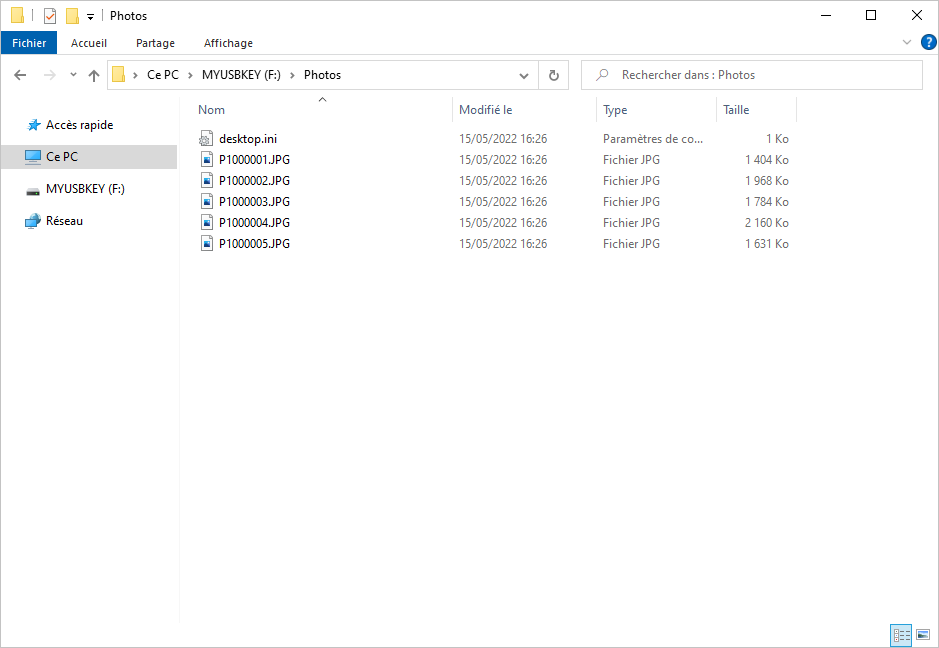 Photos
Fichier Accueil Partage Affichage ?
Ce PC MYUSBKEY (F:) Photos Rechercher dans : Photos
Accès rapide
Ce PC
MYUSBKEY (F:)
Réseau
Nom Modifié le Type Taille
desktop.ini 15/05/2022 16:26 Paramètres de co... 1 Ko
P1000001.JPG 15/05/2022 16:26 Fichier JPG 1 404 Ko
P1000002.JPG 15/05/2022 16:26 Fichier JPG 1 968 Ko
P1000003.JPG 15/05/2022 16:26 Fichier JPG 1 784 Ko
P1000004.JPG 15/05/2022 16:26 Fichier JPG 2 160 Ko
P1000005.JPG 15/05/2022 16:26 Fichier JPG 1 631 Ko